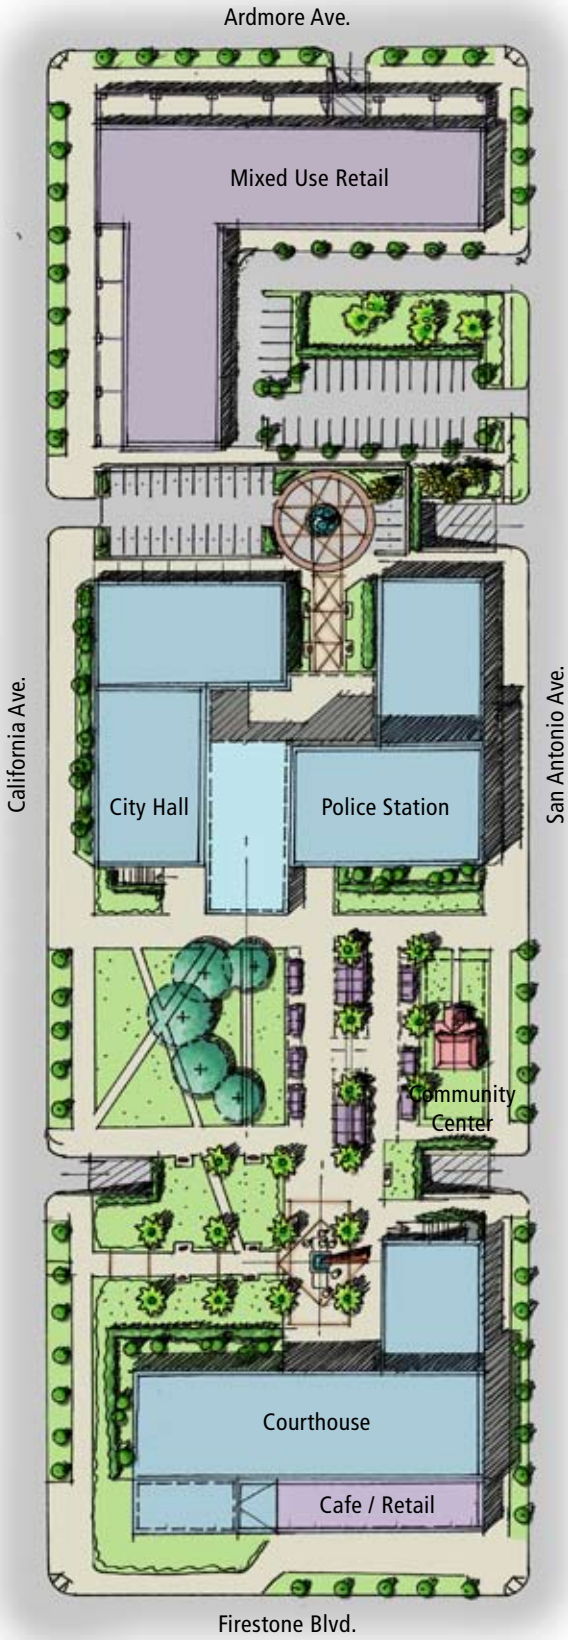 Ardmore Ave.
Mixed Use Retail
California Ave.
San Antonio Ave.
City Hall
Police Station
Community
Center
Courthouse
Cafe / Retail
Firestone Blvd.